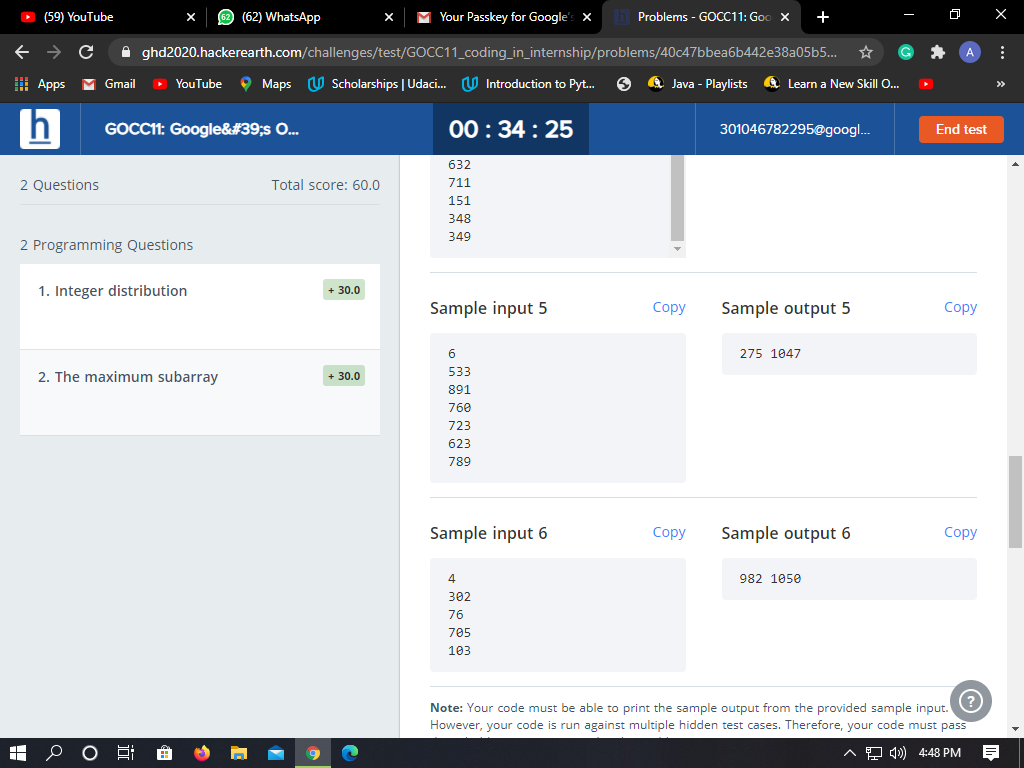 (59) YouTube
(62) WhatsApp
Your Passkey for Google'
Problems - GOCC11: Goo
ghd2020.hackerearth.com/challenges/test/GOCC11_coding_in_internship/problems/40c47bbea6b442e38a05b5...
A
Apps
Gmail
YouTube
Maps
Scholarships | Udaci...
Introduction to Pyt...
Java - Playlists
Learn a New Skill O...
»
h
GOCC11: Google&#39;s O...
00 : 34 : 25
301046782295@googl...
End test
2 Questions
Total score: 60.0
2 Programming Questions
1. Integer distribution
+ 30.0
2. The maximum subarray
+ 30.0
632
711
151
348
349
Sample input 5
Copy
6
533
891
760
723
623
789
Sample output 5
Copy
275 1047
Sample input 6
Copy
4
302
76
705
103
Sample output 6
Copy
982 1050
Note: Your code must be able to print the sample output from the provided sample input.
However, your code is run against multiple hidden test cases. Therefore, your code must pass
?
4:48 PM